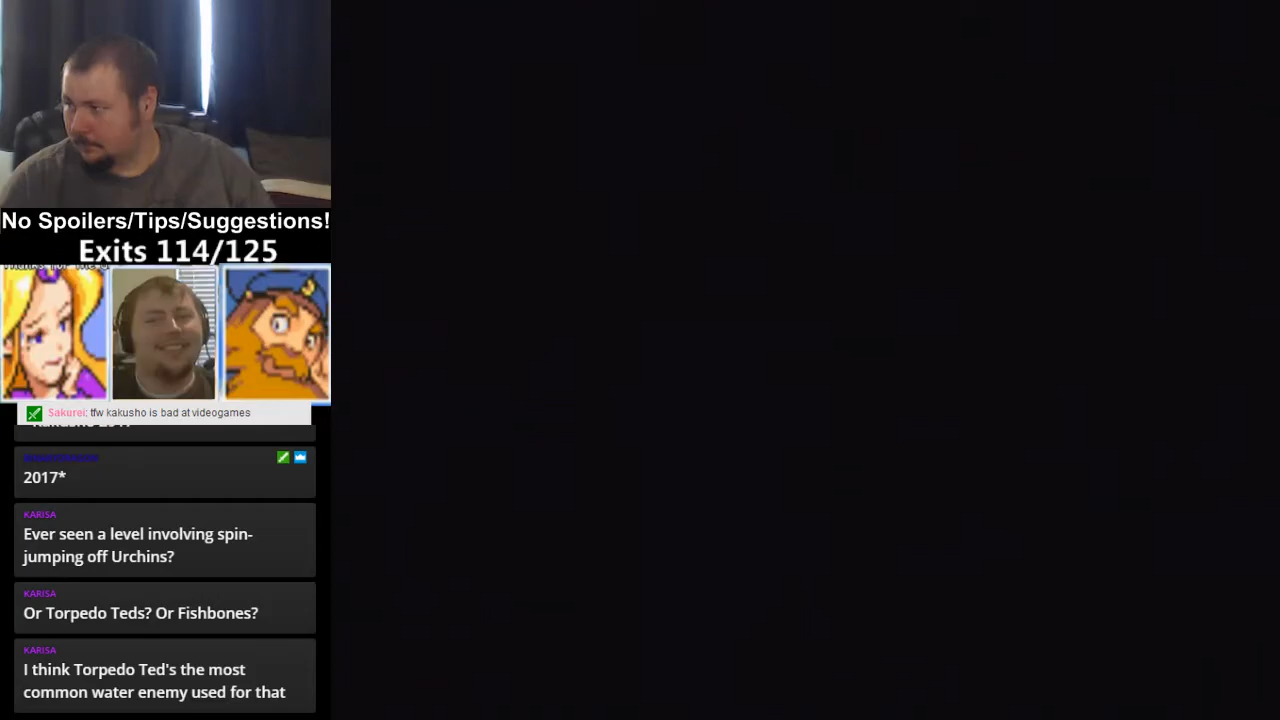 No Spoilers/Tips/Suggestions!
Exits 114/125
Sakurei: tfw kakusho is bad at videogames
2017*
KARISA
Ever seen a level involving spin-
jumping off Urchins?
KARISA
Or Torpedo Teds? Or Fishbones?
KARISA
I think Torpedo Ted's the most
common water enemy used for that